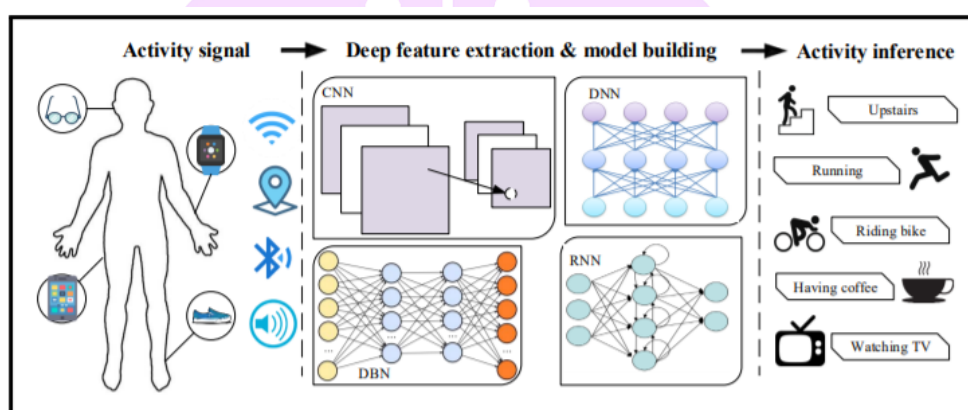 Activity signal
Deep feature extraction & model building
Activity inference
CNN
DNN
DBN
RNN
Upstairs
Running
Riding bike
Having coffee
Watching TV